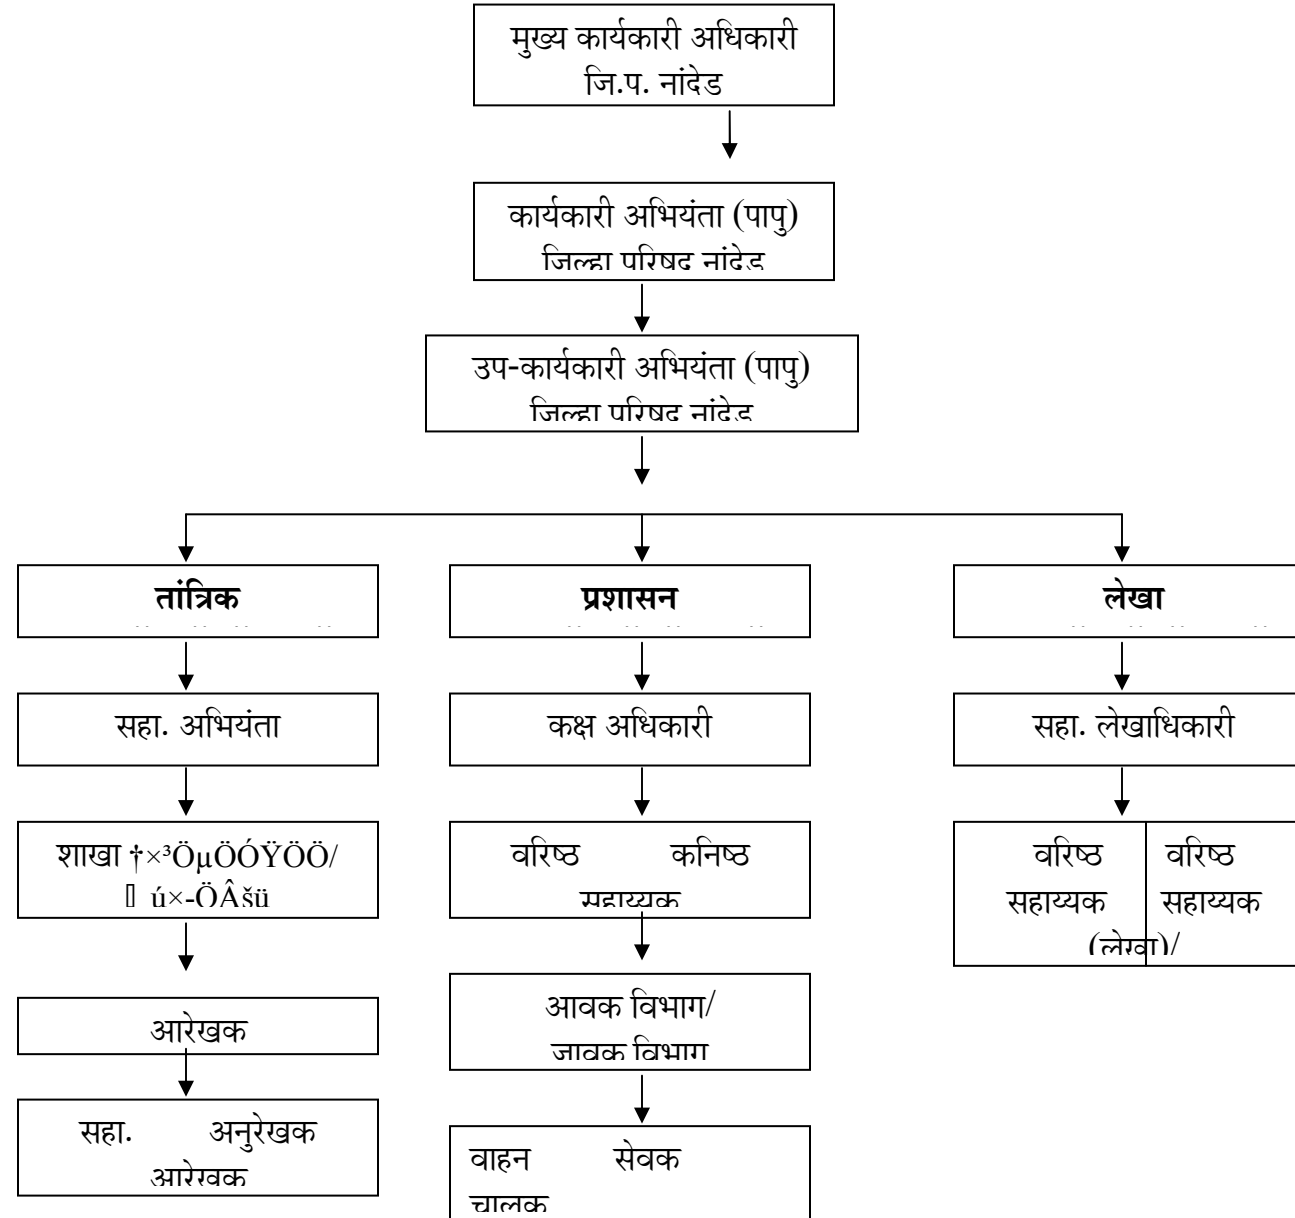 मुख्य कार्यकारी अधिकारी
जि.प. नांदेड
कार्यकारी अभियंता (पापु)
जिल्हा परिषद नांदेड
उप-कार्यकारी अभियंता (पापु)
जिल्हा परिषद नांदेड
तांत्रिक
प्रशासन
लेखा
सहा. अभियंता
कक्ष अधिकारी
सहा. लेखाधिकारी
शाखा †×³ÖµÖÓŸÖÖ/
ú×-ÖÂšü
वरिष्ठ कनिष्ठ
सहाय्यक
वरिष्ठ
सहाय्यक
(लेखा)/
वरिष्ठ
सहाय्यक
आरेखक
आवक विभाग/
जावक विभाग
सहा. अनुरेखक
आरेखक
वाहन सेवक
चालक